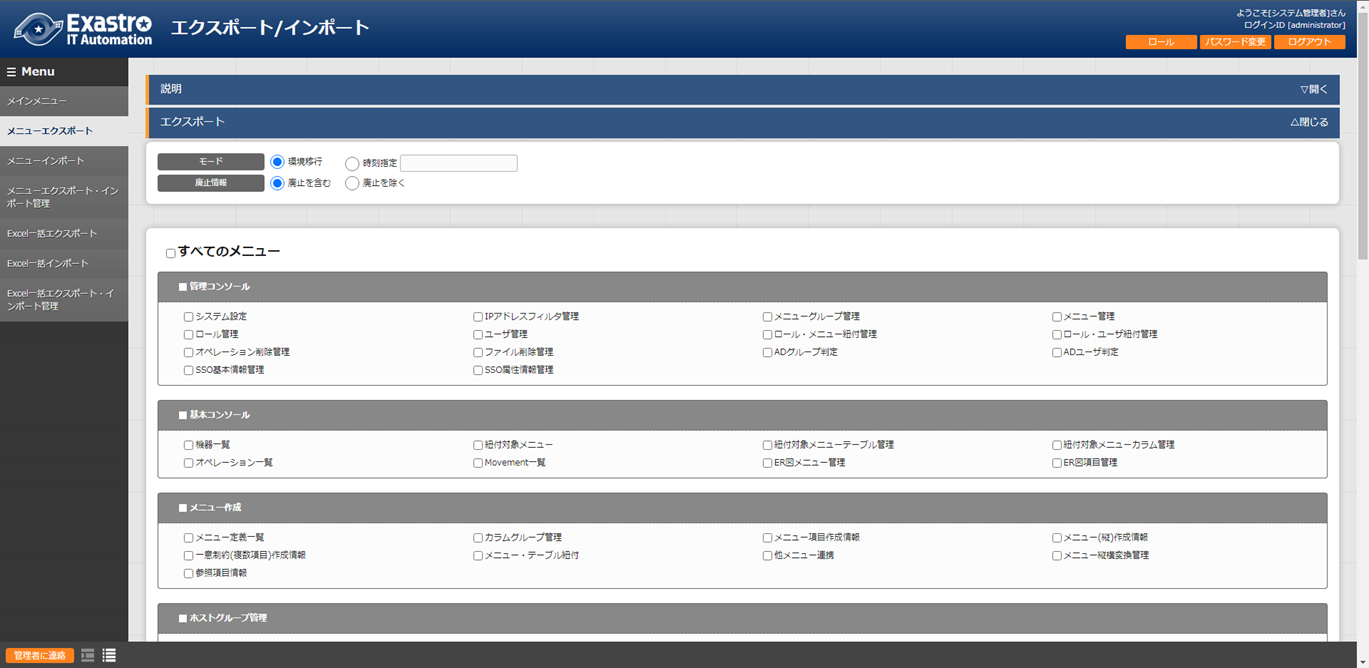 Exastro
IT Automation
エクスポート/インポート
ようこそ[システム管理者]さん
ログインID [administrator]
ロール
パスワード変更
ログアウト
Menu
メインメニュー
メニューエクスポート
メニューインポート
メニューエクスポート・イン
ポート管理
Excel一括エクスポート
Excel一括インポート
Excel一括エクスポート・イ
ンポート管理
説明 ▽開く
エクスポート △閉じる
モード 環境移行 時刻指定
廃止情報 廃止を含む 廃止を除く
すべてのメニュー
管理コンソール
システム設定 IPアドレスフィルタ管理 メニューグループ管理 メニュー管理
ロール管理 ユーザ管理 ロール・メニュー紐付管理 ロール・ユーザ紐付管理
オペレーション削除管理 ファイル削除管理 ADグループ判定 ADユーザ判定
SSO基本情報管理 SSO属性情報管理
基本コンソール
機器一覧 紐付対象メニュー 紐付対象メニューテーブル管理 紐付対象メニューカラム管理
オペレーション一覧 Movement一覧 ER図メニュー管理 ER図項目管理
メニュー作成
メニュー定義一覧 カラムグループ管理 メニュー項目作成情報 メニュー(縦)作成情報
一意制約(複数項目)作成情報 メニュー・テーブル紐付 他メニュー連携 メニュー縦横変換管理
参照項目情報
ホストグループ管理
管理者に連絡